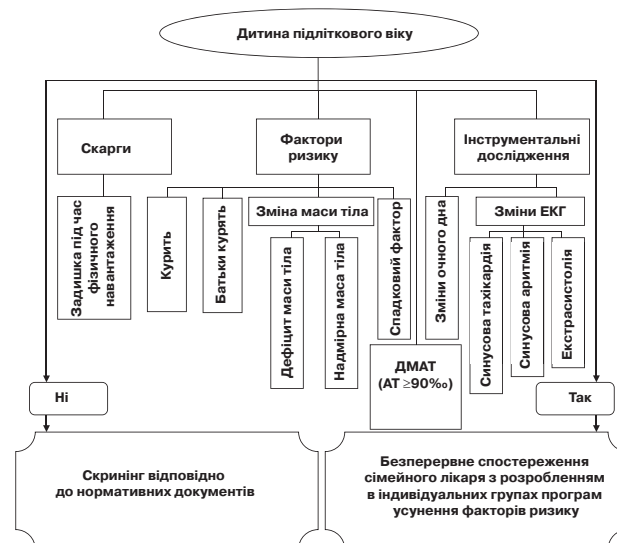 Дитина підліткового віку
Скарги
Фактори
ризику
Інструментальні
дослідження
Задишка під час
фізичного
навантаження
Курить
Батьки курять
Зміна маси тіла
Дефіцит маси тіла
Надмірна маса тіла
Спадковий фактор
ДМАТ
(АТ ≥90‰)
Зміни очного дна
Зміни ЕКГ
Синусова тахікардія
Синусова аритмія
Екстрасистолія
Ні
Так
Скринінг відповідно
до нормативних документів
Безперервне спостереження
сімейного лікаря з розробленням
в індивідуальних групах програм
усунення факторів ризику